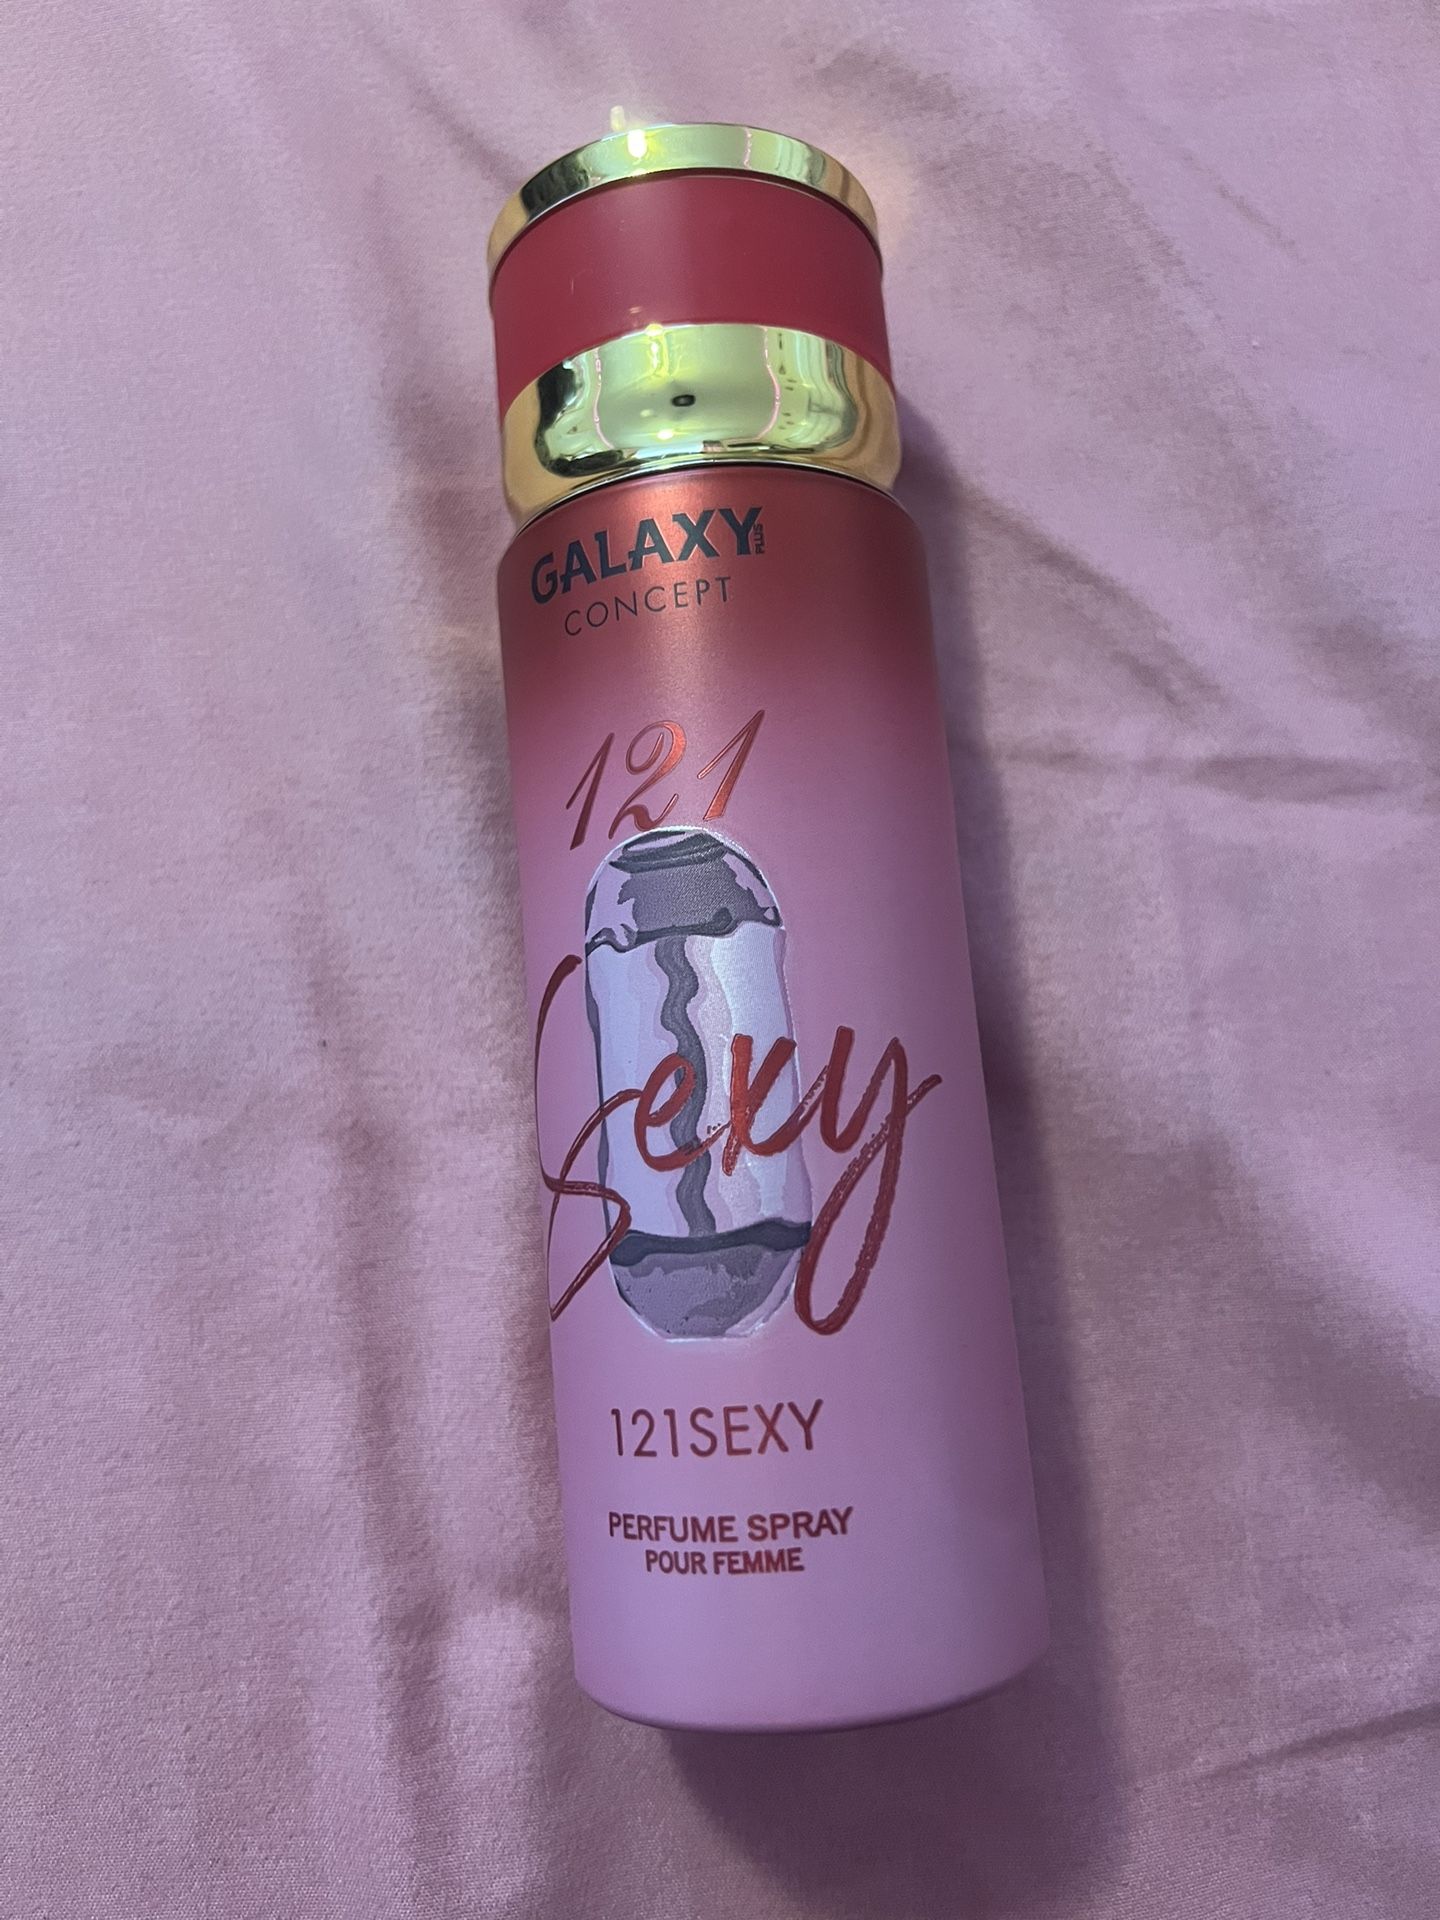 GALAXY PLUS
CONCEPT
121
Sexy
121SEXY
PERFUME SPRAY
POUR FEMME